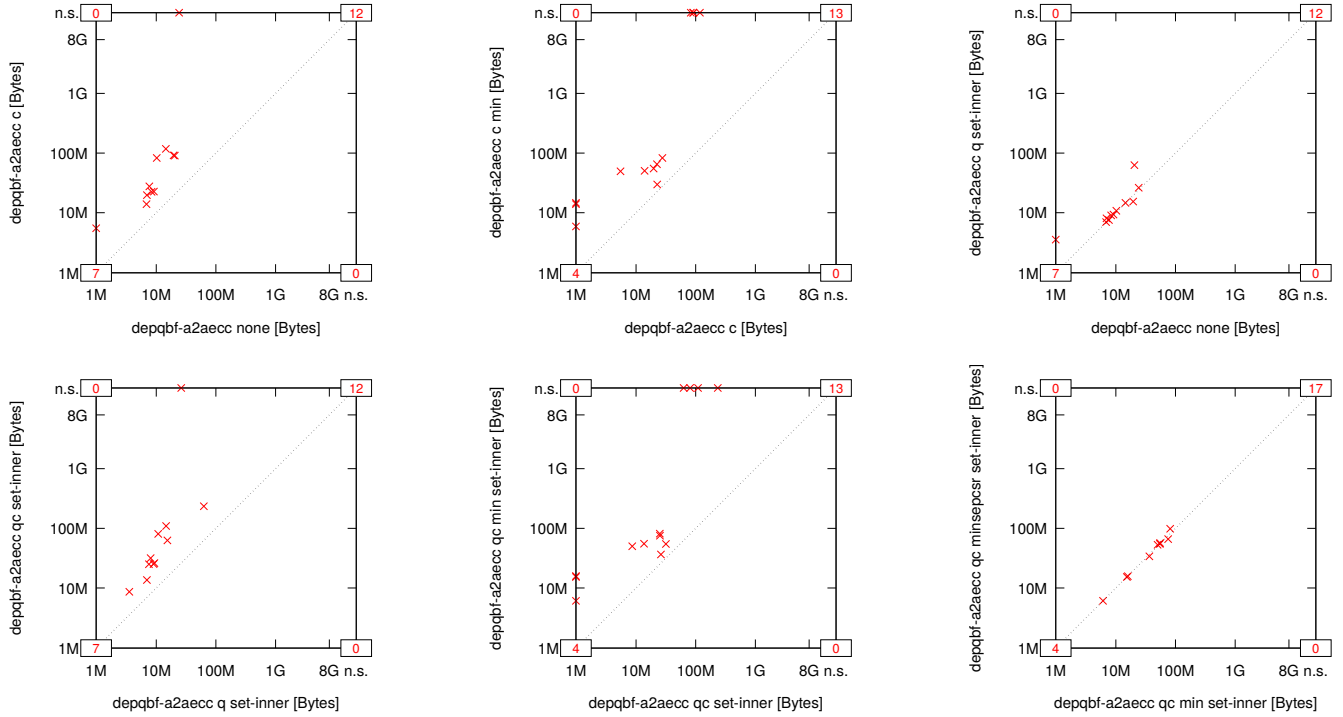 n.s.
0
12
8G
1G
100M
10M
1M
7
0
1M 10M 100M 1G 8G n.s.
depqbf-a2aecc none [Bytes]
depqbf-a2aecc c [Bytes]
n.s.
0
13
8G
1G
100M
10M
1M
4
0
1M 10M 100M 1G 8G n.s.
depqbf-a2aecc c [Bytes]
depqbf-a2aecc c min [Bytes]
n.s.
0
12
8G
1G
100M
10M
1M
7
0
1M 10M 100M 1G 8G n.s.
depqbf-a2aecc none [Bytes]
depqbf-a2aecc q set-inner [Bytes]
n.s.
0
12
8G
1G
100M
10M
1M
7
0
1M 10M 100M 1G 8G n.s.
depqbf-a2aecc q set-inner [Bytes]
depqbf-a2aecc qc set-inner [Bytes]
n.s.
0
13
8G
1G
100M
10M
1M
4
0
1M 10M 100M 1G 8G n.s.
depqbf-a2aecc qc set-inner [Bytes]
depqbf-a2aecc qc min set-inner [Bytes]
n.s.
0
17
8G
1G
100M
10M
1M
4
0
1M 10M 100M 1G 8G n.s.
depqbf-a2aecc qc min set-inner [Bytes]
depqbf-a2aecc qc minsepcsr set-inner [Bytes]